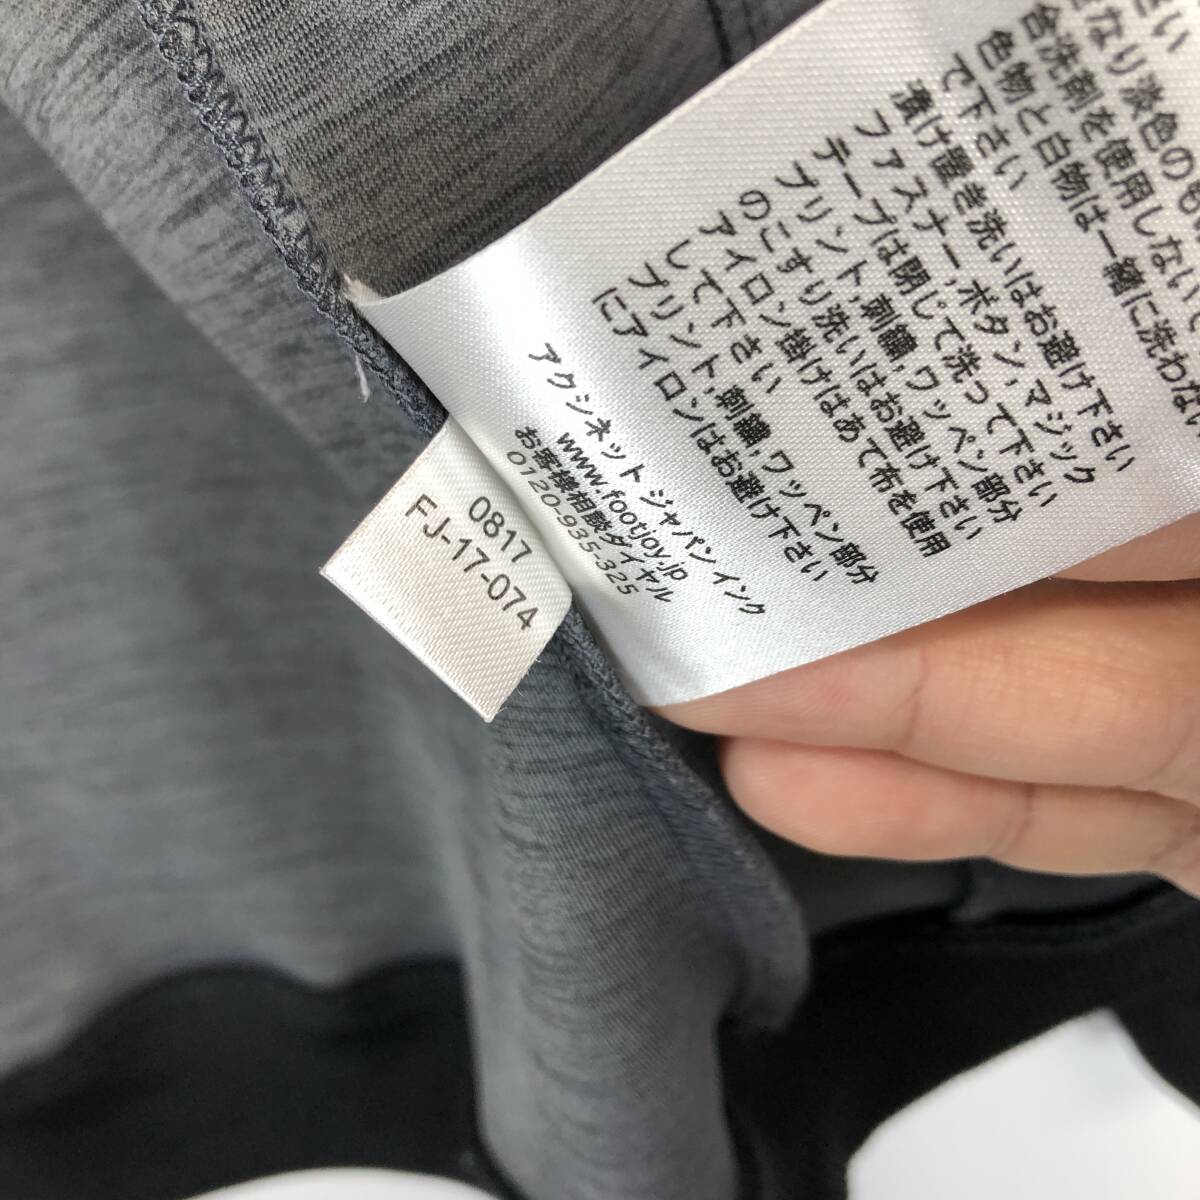 さい
なり淡色のも
含洗剤を使用しないで
色物と白物は一緒に洗わない
で下さい
漬け置き洗いはお避け下さい
ファスナー,ボタン,マジック
テープは閉じて洗って下さい
プリント,刺繍,ワッペン部分
のこすり洗いはお避け下さい
アイロン掛けはあて布を使用
して下さい
プリント,刺繍,ワッペン部分
にアイロンはお避け下さい
アクシネット ジャパン インク
www.footjoy.jp
お客様相談ダイヤル
0120-935-325
0817
FJ-17-074